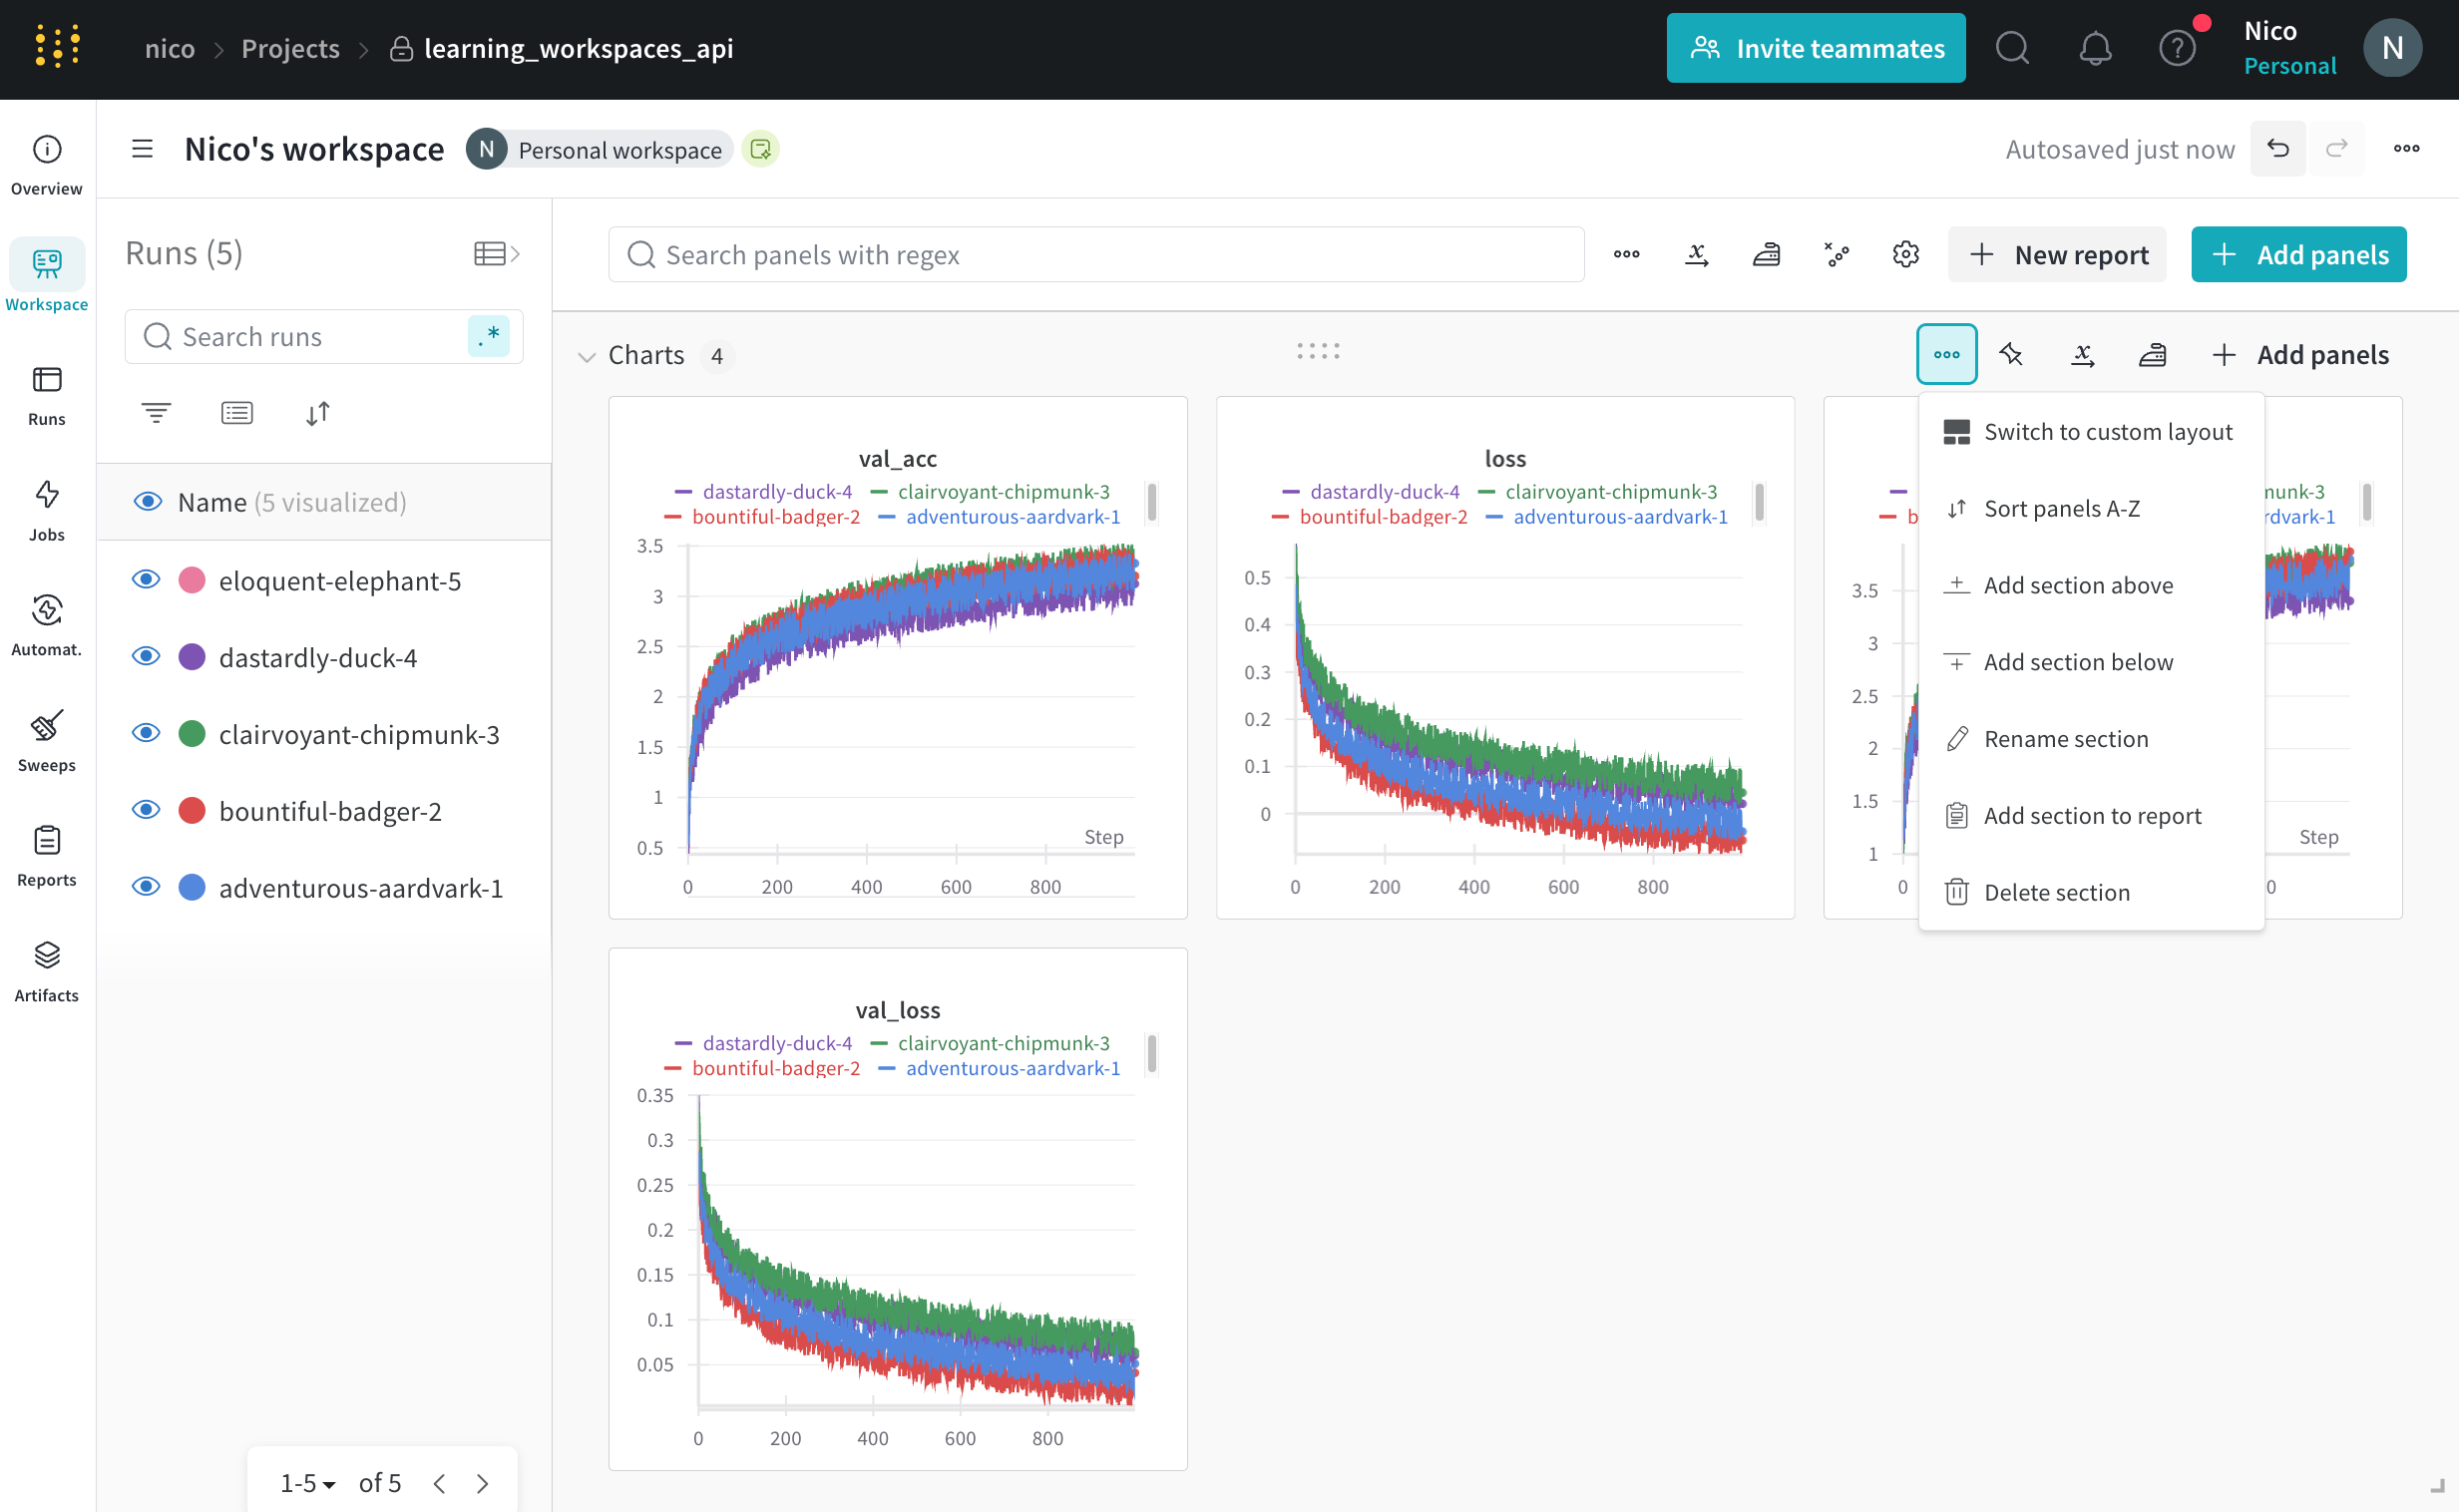 nico > Projects > learning_workspaces_api
Invite teammates
Nico
Personal
N
Nico's workspace
N Personal workspace
Autosaved just now
Overview
Workspace
Runs
Jobs
Automat.
Sweeps
Reports
Artifacts
Runs (5)
Search runs
.*
Name (5 visualized)
eloquent-elephant-5
dastardly-duck-4
clairvoyant-chipmunk-3
bountiful-badger-2
adventurous-aardvark-1
1-5 of 5
Search panels with regex
New report
Add panels
Charts 4
Add panels
val_acc
dastardly-duck-4 clairvoyant-chipmunk-3
bountiful-badger-2 adventurous-aardvark-1
3.5
3
2.5
2
1.5
1
0.5
Step
0 200 400 600 800
loss
dastardly-duck-4 clairvoyant-chipmunk-3
bountiful-badger-2 adventurous-aardvark-1
0.5
0.4
0.3
0.2
0.1
0
0 200 400 600 800
munk-3
b rdvark-1
3.5
3
2.5
2
1.5
1
Step
0 0
Switch to custom layout
Sort panels A-Z
Add section above
Add section below
Rename section
Add section to report
Delete section
val_loss
dastardly-duck-4 clairvoyant-chipmunk-3
bountiful-badger-2 adventurous-aardvark-1
0.35
0.3
0.25
0.2
0.15
0.1
0.05
0 200 400 600 800